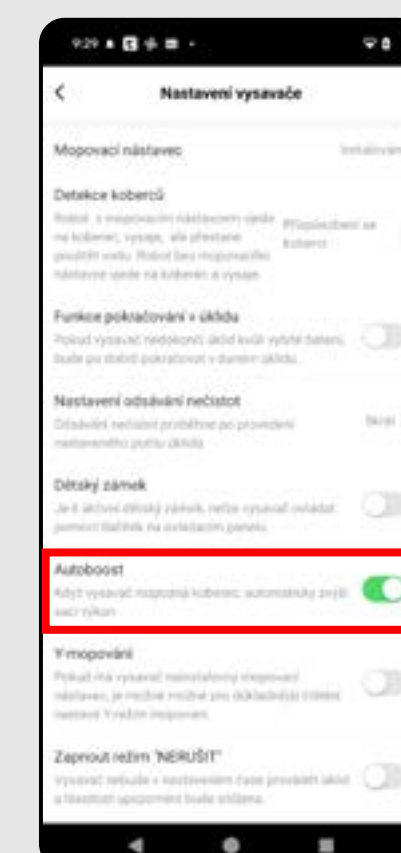 9:29
Nastavení vysavače
Mopovací nástavec Instalován
Detekce koberců
Robot s mopovacím nástavcem vjede
na koberec, vysaje, ale přestane
použití vodu. Robot bez mopovacího
nástavce vjede na koberec a vysaje.
Přizpůsobení se
koberci
Funkce pokračování v úklidu
Pokud vysavač nedokončí úklid kvůli vybité baterii,
bude po dobití pokračovat v daném úklidu.
Nastavení odsávání nečistot
Odsávání nečistot proběhne po provedení
nastaveného počtu úklidů.
Dětský zámek
Je-li aktivní dětský zámek, nelze vysavač ovládat
pomocí tlačítek na ovládacím panelu.
Autoboost
Když vysavač rozpozná koberec, automaticky zvýší
sací výkon.
Y-mopování
Pokud má vysavač nainstalovaný mopovací
nástavec, je možné možné pro důkladnější čištění
nastavit Y-režim mopování.
Zapnout režim "NERUŠIT"
Vysavač nebude v nastaveném čase provádět úklid
a hlasitost upozornění bude snížena.